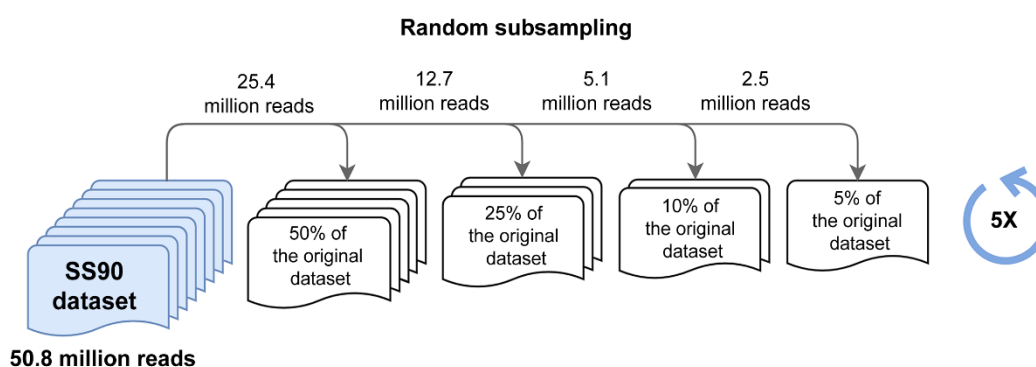 Random subsampling
25.4
million reads
12.7
million reads
5.1
million reads
2.5
million reads
SS90
dataset
50% of
the original
dataset
25% of
the original
dataset
10% of
the original
dataset
5% of
the original
dataset
5X
50.8 million reads